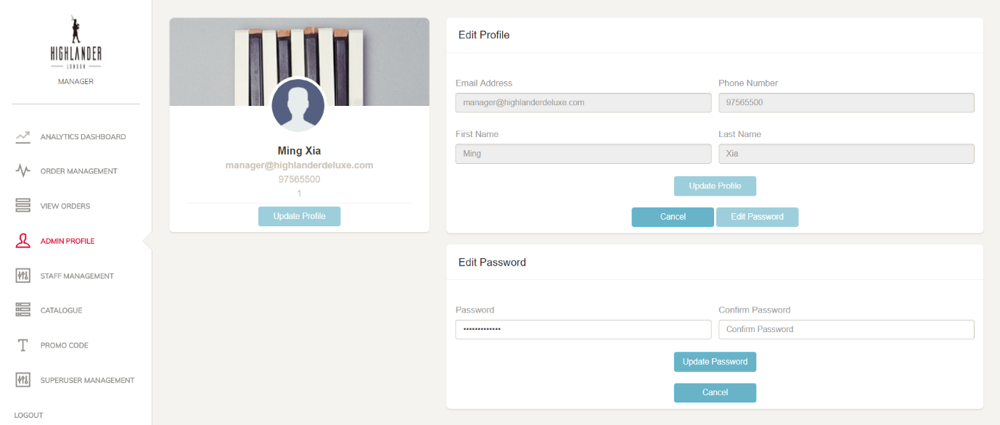 HIGHLANDER
LONDON
MANAGER
ANALYTICS DASHBOARD
ORDER MANAGEMENT
VIEW ORDERS
ADMIN PROFILE
STAFF MANAGEMENT
CATALOGUE
PROMO CODE
SUPERUSER MANAGEMENT
LOGOUT
Ming Xia
manager@highlanderdeluxe.com
97565500
1
Update Profile
Edit Profile
Email Address Phone Number
manager@highlanderdeluxe.com 97565500
First Name Last Name
Ming Xia
Update Profile
Cancel Edit Password
Edit Password
Password Confirm Password
••••••••••••• Confirm Password
Update Password
Cancel